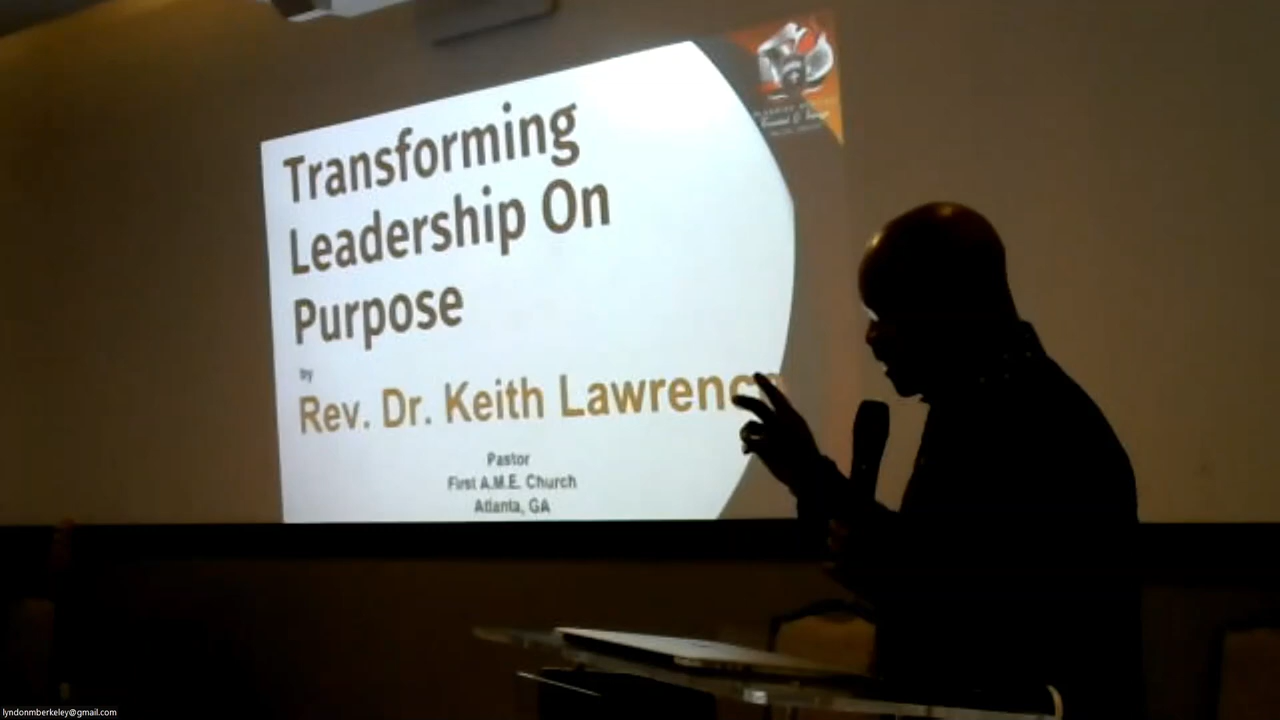 Transforming
Leadership On
Purpose
by
Rev. Dr. Keith Lawrence
Pastor
First A.M.E. Church
Atlanta, GA
lyndonmberkeley@gmail.com